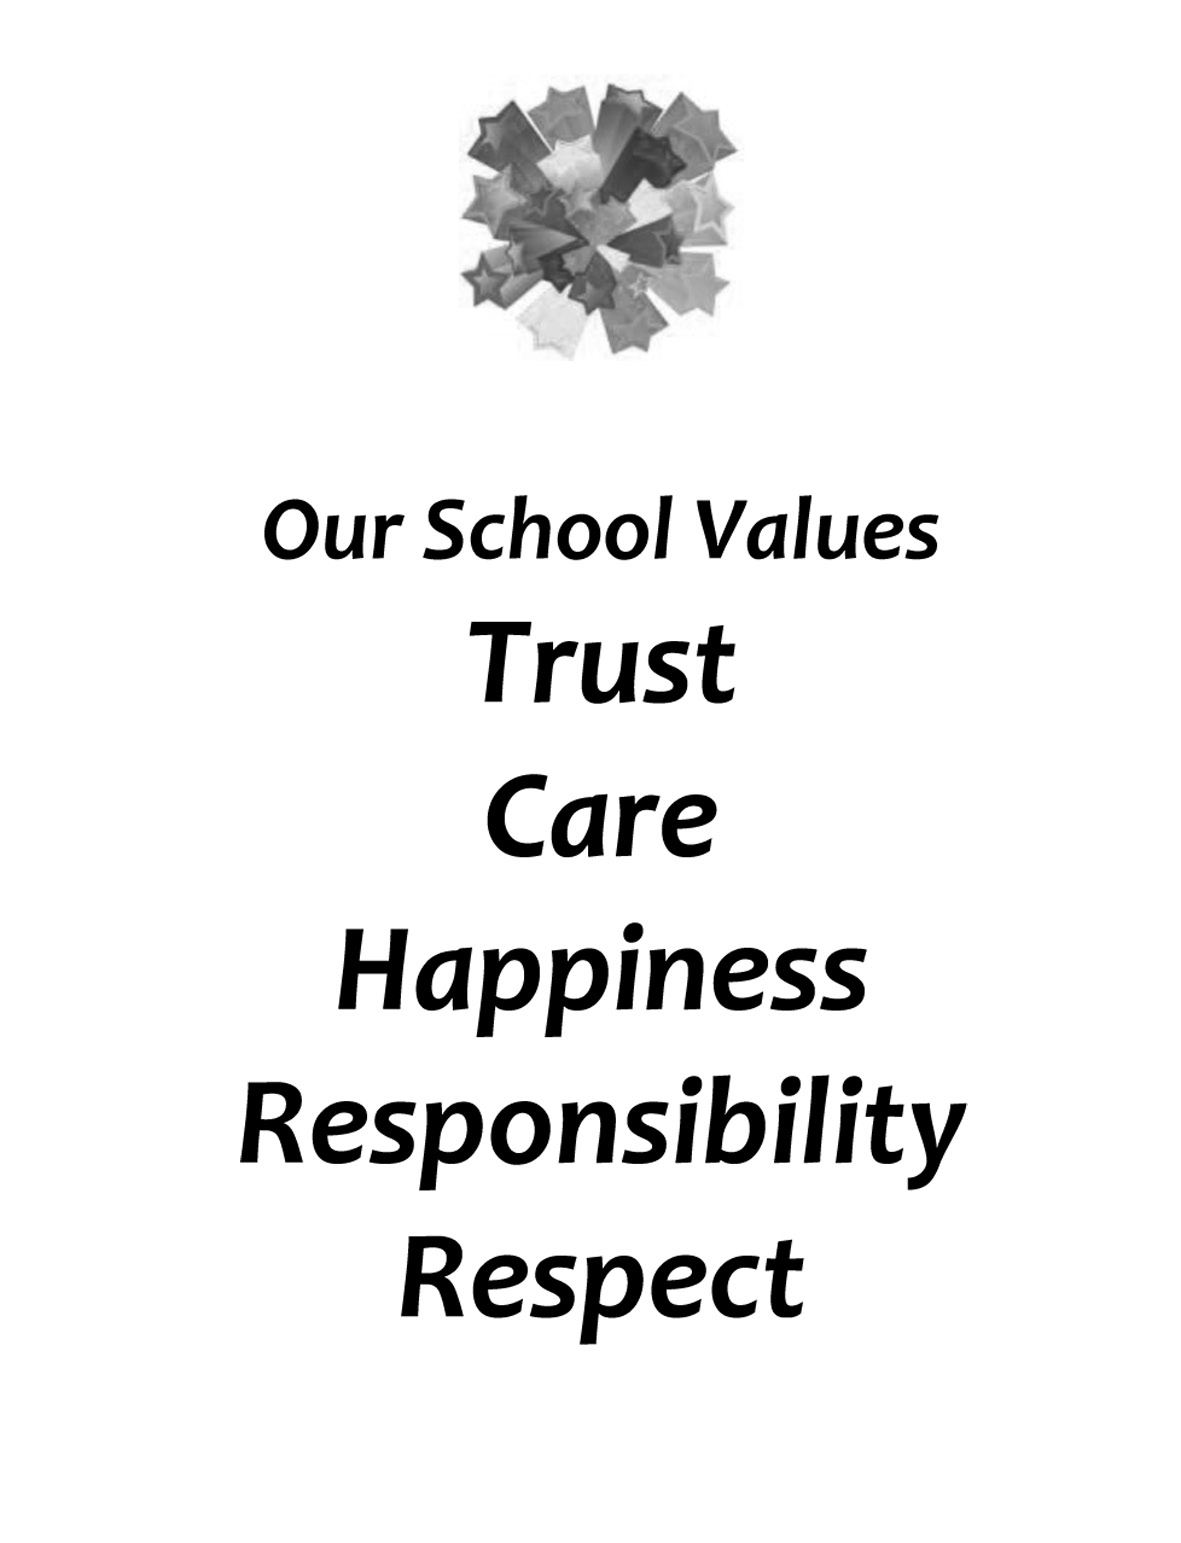 Our School Values
Trust
Care
Happiness
Responsibility
Respect